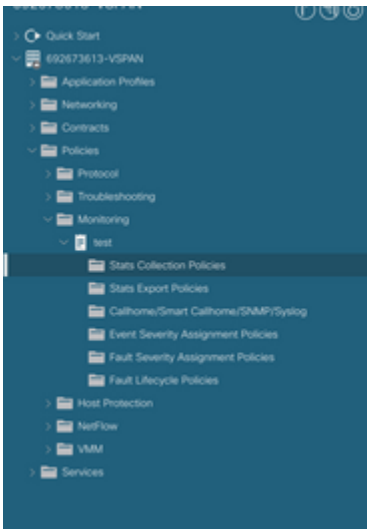 692673613-VSPAN
Quick Start
692673613-VSPAN
Application Profiles
Networking
Contracts
Policies
Protocol
Troubleshooting
Monitoring
test
Stats Collection Policies
Stats Export Policies
Callhome/Smart Callhome/SNMP/Syslog
Event Severity Assignment Policies
Fault Severity Assignment Policies
Fault Lifecycle Policies
Host Protection
NetFlow
VMM
Services